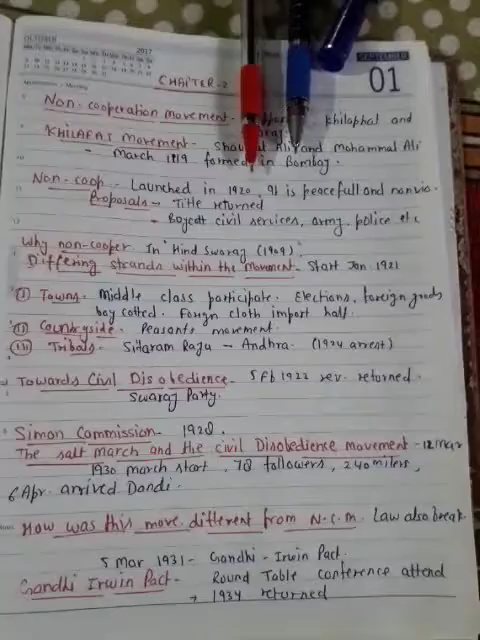 OCTOBER
2017
SEPTEMBER
01
CHAPTER-2
Non-cooperation movement- khilaphat and
KHILAFAS movement- Shaukat Ali and mohammal Ali
- March 1919 formed in Bombay.
Non-coop-- Launched in 1920, It is peacefull and nonvio.
Proposals- Title returned
- Boycott civil services, army, police etc
Why non-cooper. In "Hind Swaraj (1909)"
Differing strands within the movement- Start Jan 1921
(I) Towns- Middle class participate. Elections, foreign goods
boy cotted. Forign cloth import half.
(II) Countryside- Peasants movement.
(III) Tribals- Sitaram Raju - Andhra. (1924 arrest)
Towards Civil Disobedience- 5 Fb 1922 rev. returned.
Swaraj Party.
Simon Commission- 1928.
The salt march and the civil Disobedience movement - 12 mar
1930 march start, 78 followers, 240 milers,
6 Apr. arrived Dandi.
How was this move different from N.C.M. Law also break.
5 Mar 1931- Gandhi-Irwin Pact.
Gandhi Irwin Pact- Round Table conference attend
→ 1934 returned